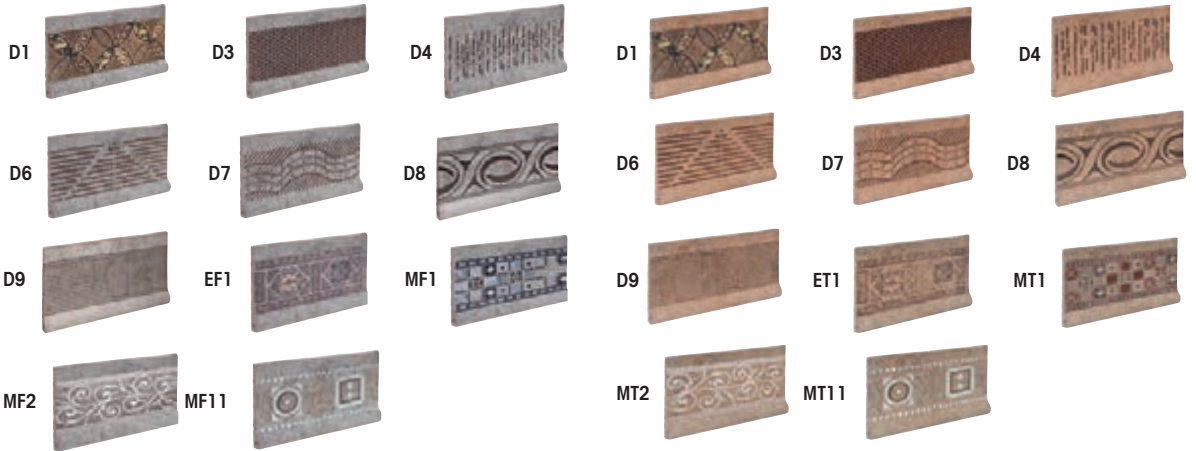 D1 D3 D4 D1 D3 D4
D6 D7 D8 D6 D7 D8
D9 EF1 MF1 D9 ET1 MT1
MF2 MF11 MT2 MT11